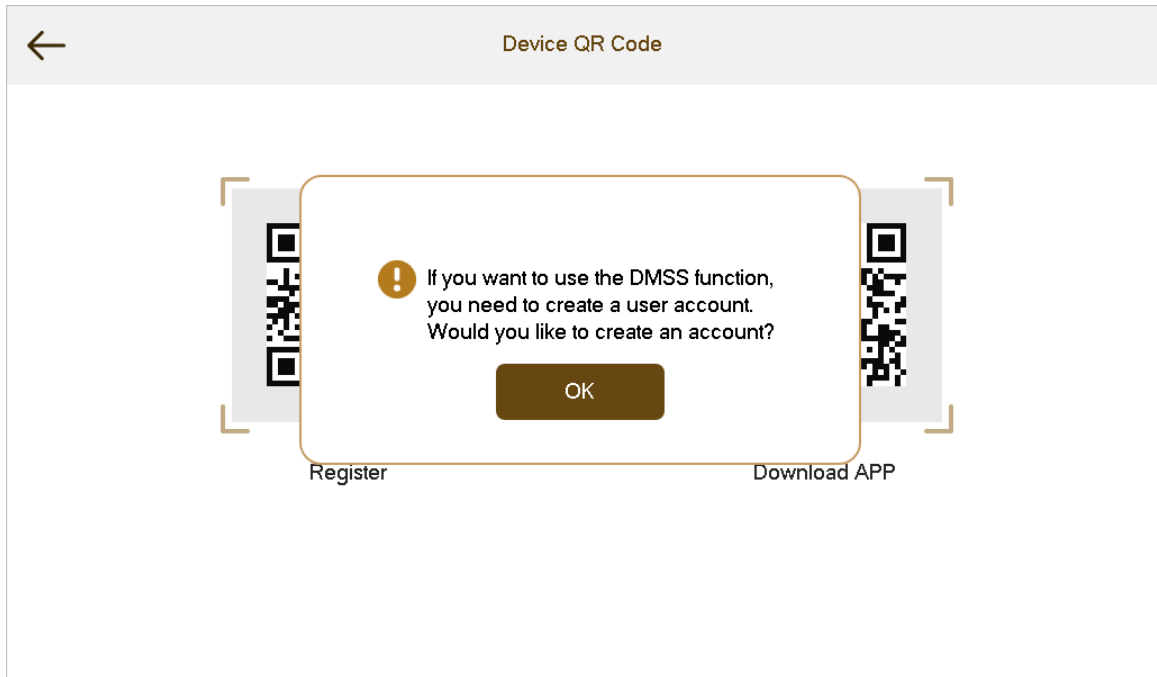 Device QR Code
If you want to use the DMSS function,
you need to create a user account.
Would you like to create an account?
OK
Register
Download APP